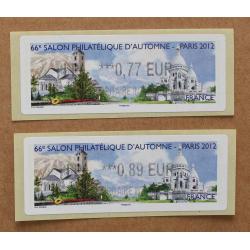 66e SALON PHILATÉLIQUE D'AUTOMNE - PARIS 2012
***0,77 EUR
FRANCE
66e SALON PHILATÉLIQUE D'AUTOMNE - PARIS 2012
***0,89 EUR
FRANCE